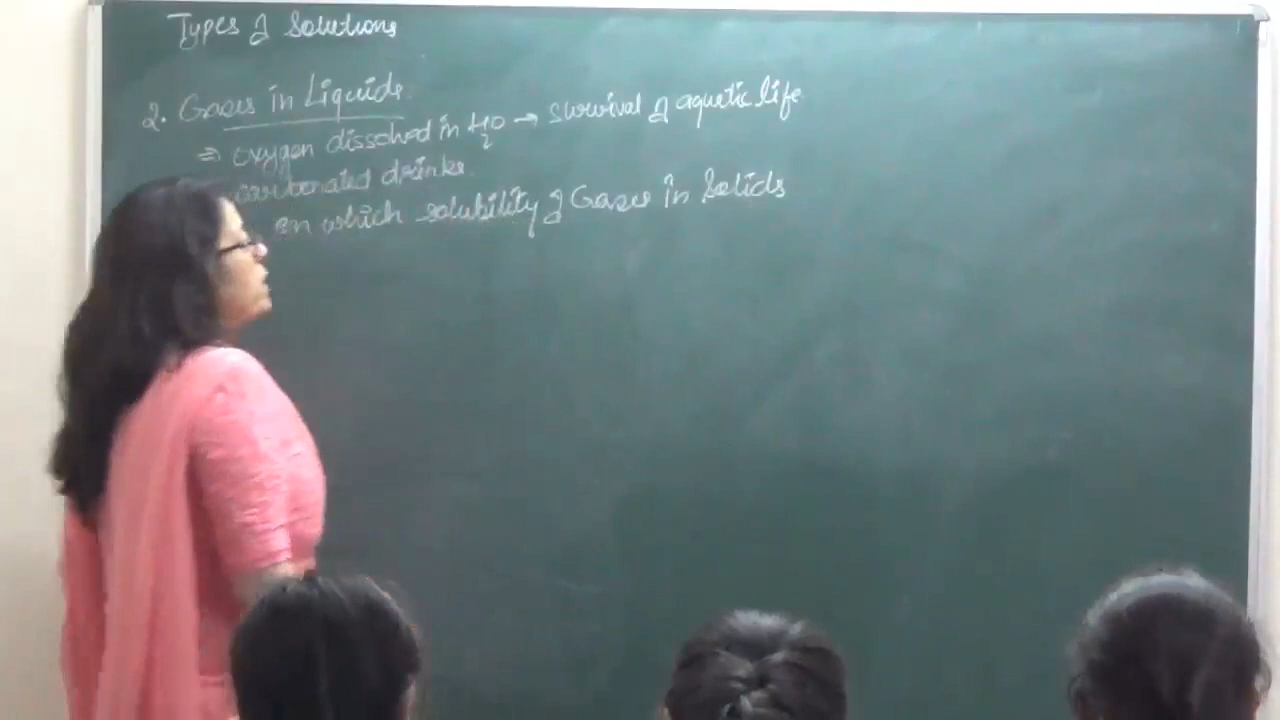 Types of Solutions
2. Gases in Liquids.
⇒ oxygen dissolved in H2O → survival of aquatic life
carbonated drinks.
on which solubility of Gases in Solids